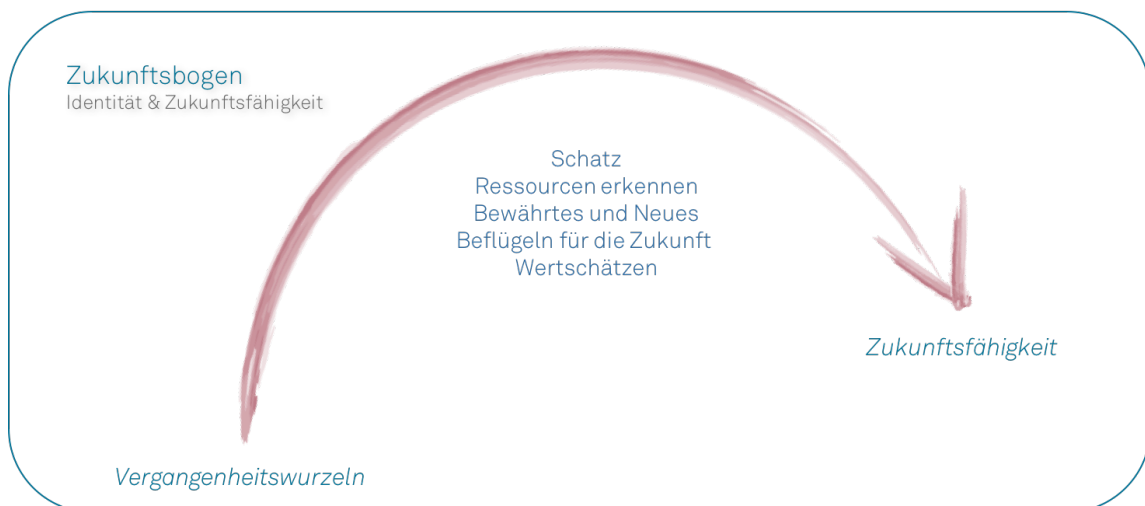 Zukunftsbogen
Identität & Zukunftsfähigkeit
Schatz
Ressourcen erkennen
Bewährtes und Neues
Beflügeln für die Zukunft
Wertschätzen
Zukunftsfähigkeit
Vergangenheitswurzeln